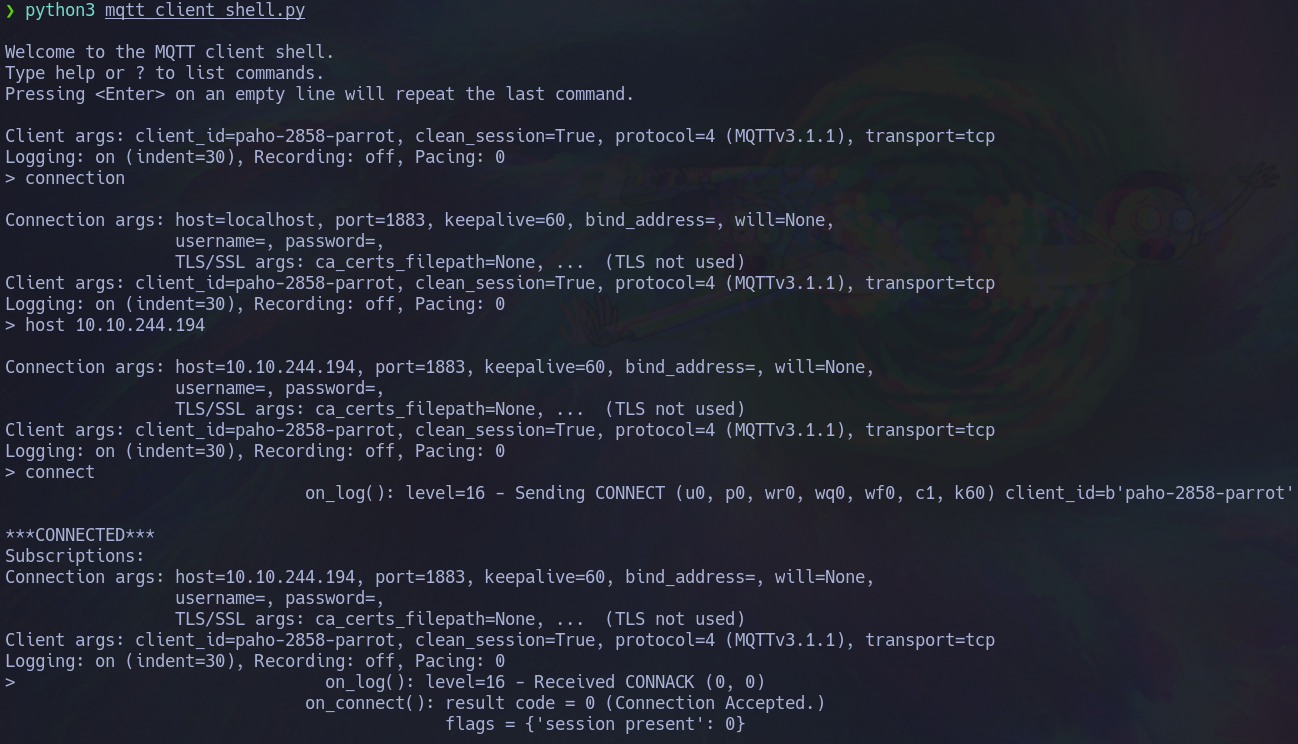 ❯ python3 mqtt_client_shell.py
Welcome to the MQTT client shell.
Type help or ? to list commands.
Pressing <Enter> on an empty line will repeat the last command.
Client args: client_id=paho-2858-parrot, clean_session=True, protocol=4 (MQTTv3.1.1), transport=tcp
Logging: on (indent=30), Recording: off, Pacing: 0
> connection
Connection args: host=localhost, port=1883, keepalive=60, bind_address=, will=None,
username=, password=,
TLS/SSL args: ca_certs_filepath=None, ...  (TLS not used)
Client args: client_id=paho-2858-parrot, clean_session=True, protocol=4 (MQTTv3.1.1), transport=tcp
Logging: on (indent=30), Recording: off, Pacing: 0
> host 10.10.244.194
Connection args: host=10.10.244.194, port=1883, keepalive=60, bind_address=, will=None,
username=, password=,
TLS/SSL args: ca_certs_filepath=None, ...  (TLS not used)
Client args: client_id=paho-2858-parrot, clean_session=True, protocol=4 (MQTTv3.1.1), transport=tcp
Logging: on (indent=30), Recording: off, Pacing: 0
> connect
on_log(): level=16 - Sending CONNECT (u0, p0, wr0, wq0, wf0, c1, k60) client_id=b'paho-2858-parrot'
***CONNECTED***
Subscriptions:
Connection args: host=10.10.244.194, port=1883, keepalive=60, bind_address=, will=None,
username=, password=,
TLS/SSL args: ca_certs_filepath=None, ...  (TLS not used)
Client args: client_id=paho-2858-parrot, clean_session=True, protocol=4 (MQTTv3.1.1), transport=tcp
Logging: on (indent=30), Recording: off, Pacing: 0
> on_log(): level=16 - Received CONNACK (0, 0)
on_connect(): result code = 0 (Connection Accepted.)
flags = {'session present': 0}